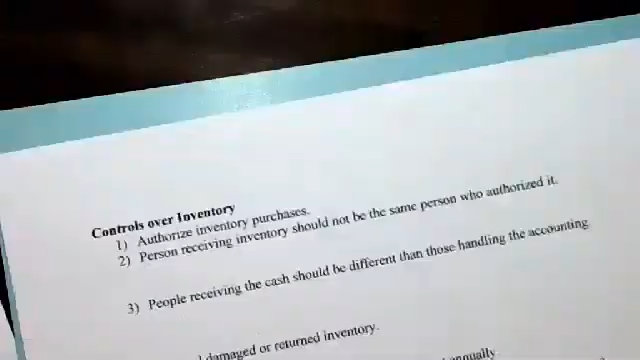 Controls over Inventory
1) Authorize inventory purchases.
2) Person receiving inventory should not be the same person who authorized it.
3) People receiving the cash should be different than those handling the accounting
damaged or returned inventory.
annually